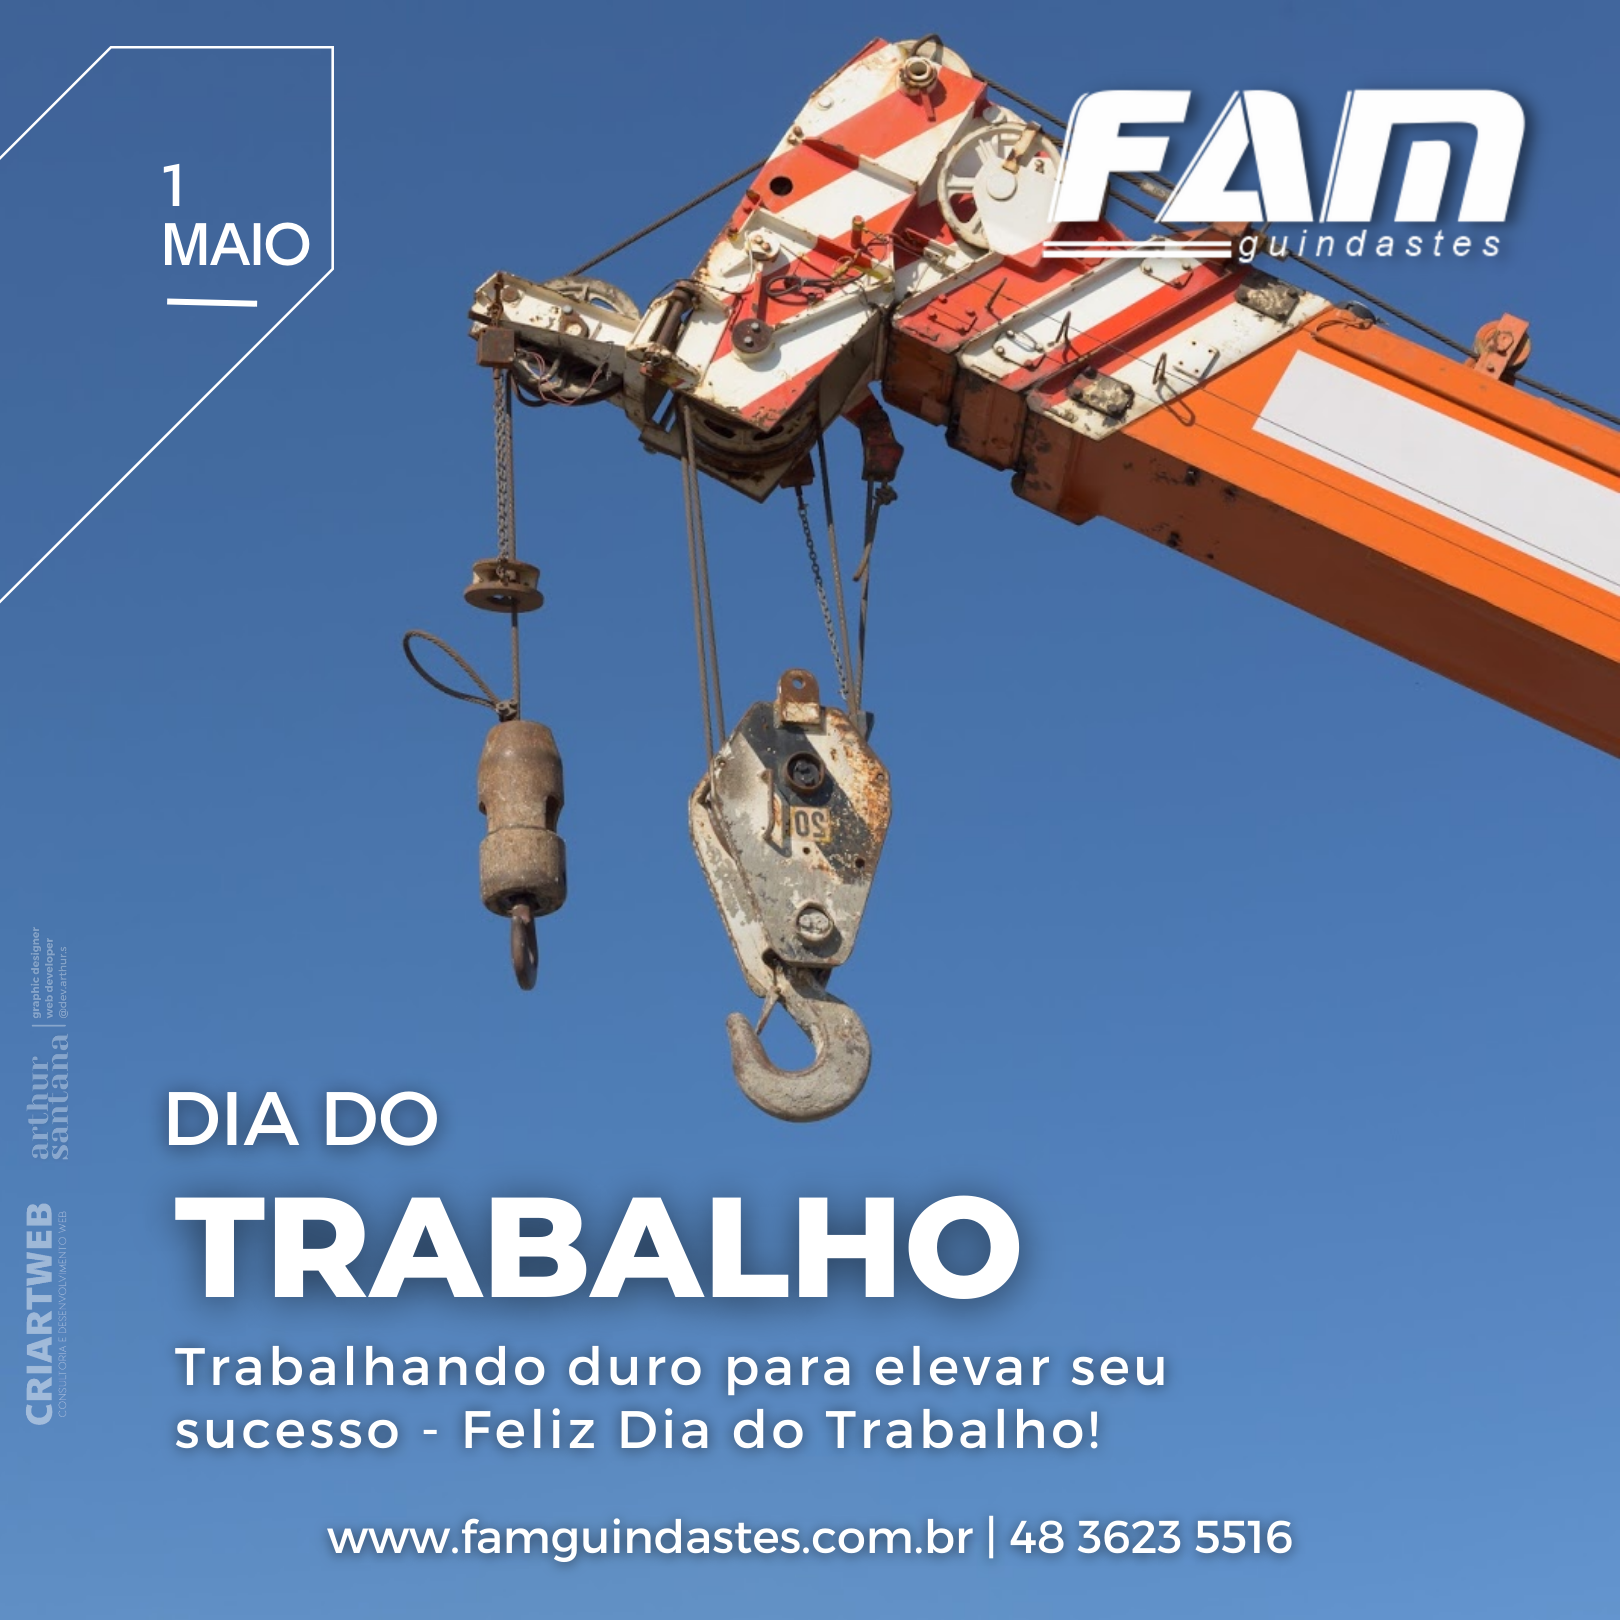 1
MAIO
FAM
guindastes
20
DIA DO
TRABALHO
Trabalhando duro para elevar seu
sucesso - Feliz Dia do Trabalho!
www.famguindastes.com.br | 48 3623 5516
CRIARTWEB
CONSULTORIA E DESENVOLVIMENTO WEB
arthur
santana
graphic designer
web developer
@dev.arthur.s